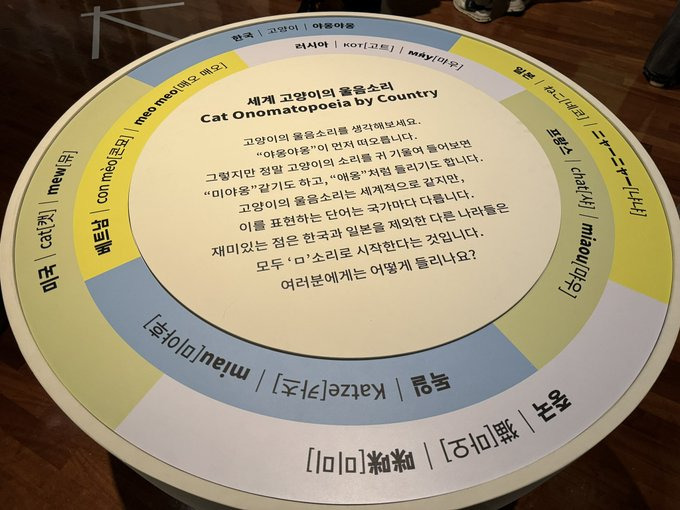 세계 고양이의 울음소리
Cat Onomatopoeia by Country
고양이의 울음소리를 생각해보세요.
“야옹야옹”이 먼저 떠오릅니다.
그렇지만 정말 고양이의 소리를 귀 기울여 들어보면
“미야옹”같기도 하고, “애옹”처럼 들리기도 합니다.
고양이의 울음소리는 세계적으로 같지만,
이를 표현하는 단어는 국가마다 다릅니다.
재미있는 점은 한국과 일본을 제외한 다른 나라들은
모두 ‘ㅁ’소리로 시작한다는 것입니다.
여러분에게는 어떻게 들리나요?
한국 | 고양이 | 야옹야옹
러시아 | кот[고트] | мяу[먀우]
일본 | ねこ[네코] | ニャーニャー[냐냐]
프랑스 | chat[샤] | miaou[미우]
중국 | 猫[마오] | 咪咪[미미]
독일 | Katze[카츠] | miau[미야후]
미국 | cat[캣] | mew[뮤]
베트남 | con mèo[콘묘] | meo meo[매오 매오]